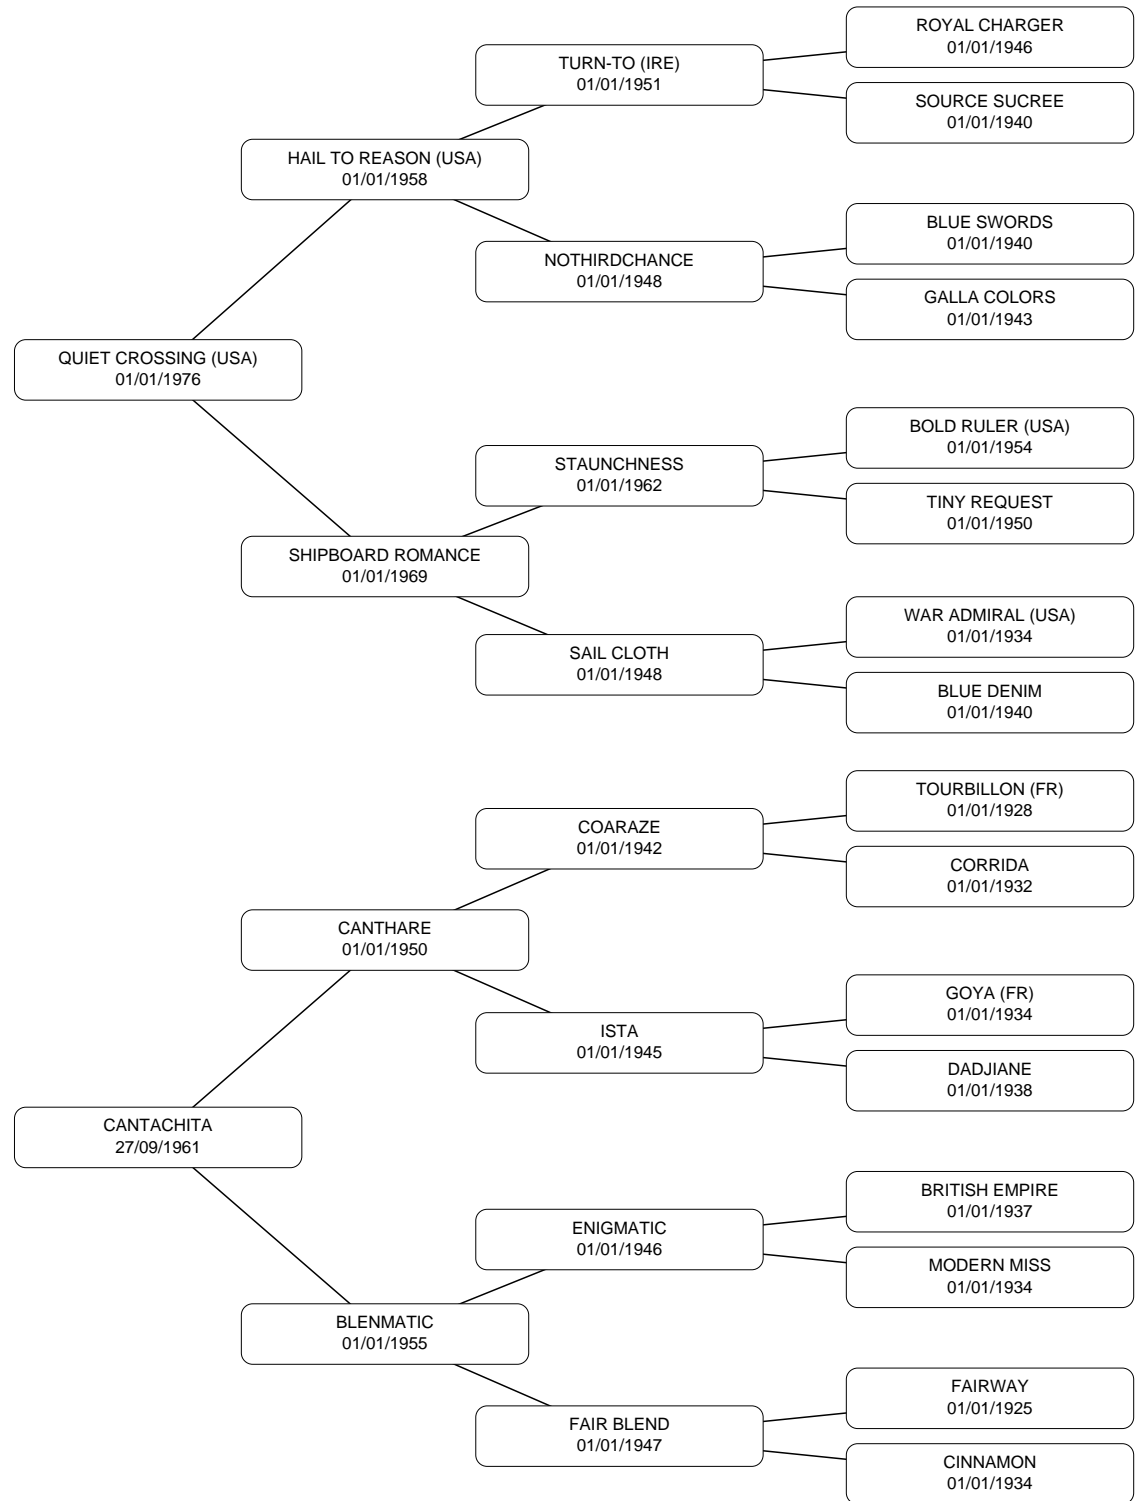 ROYAL CHARGER
01/01/1946
TURN-TO (IRE)
01/01/1951
SOURCE SUCREE
01/01/1940
HAIL TO REASON (USA)
01/01/1958
BLUE SWORDS
01/01/1940
NOTHIRDCHANCE
01/01/1948
GALLA COLORS
01/01/1943
QUIET CROSSING (USA)
01/01/1976
BOLD RULER (USA)
01/01/1954
STAUNCHNESS
01/01/1962
TINY REQUEST
01/01/1950
SHIPBOARD ROMANCE
01/01/1969
WAR ADMIRAL (USA)
01/01/1934
SAIL CLOTH
01/01/1948
BLUE DENIM
01/01/1940
TOURBILLON (FR)
01/01/1928
COARAZE
01/01/1942
CORRIDA
01/01/1932
CANTHARE
01/01/1950
GOYA (FR)
01/01/1934
ISTA
01/01/1945
DADJIANE
01/01/1938
CANTACHITA
27/09/1961
BRITISH EMPIRE
01/01/1937
ENIGMATIC
01/01/1946
MODERN MISS
01/01/1934
BLENMATIC
01/01/1955
FAIRWAY
01/01/1925
FAIR BLEND
01/01/1947
CINNAMON
01/01/1934